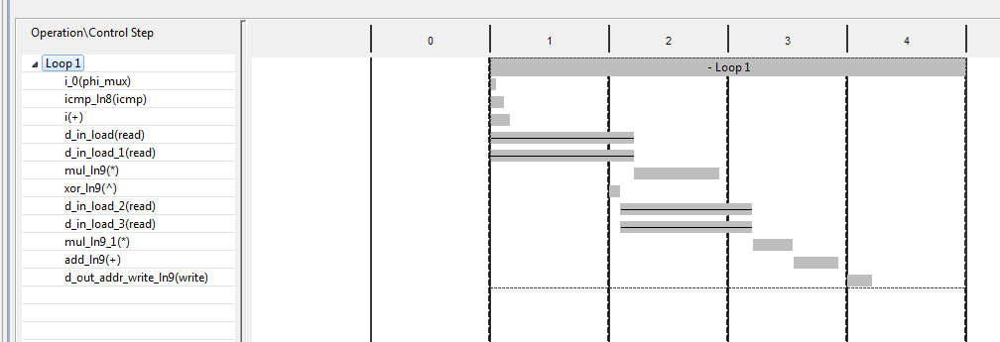 Operation\Control Step
0 1 2 3 4
Loop 1
- Loop 1
i_0(phi_mux)
icmp_ln8(icmp)
i(+)
d_in_load(read)
d_in_load_1(read)
mul_ln9(*)
xor_ln9(^)
d_in_load_2(read)
d_in_load_3(read)
mul_ln9_1(*)
add_ln9(+)
d_out_addr_write_ln9(write)